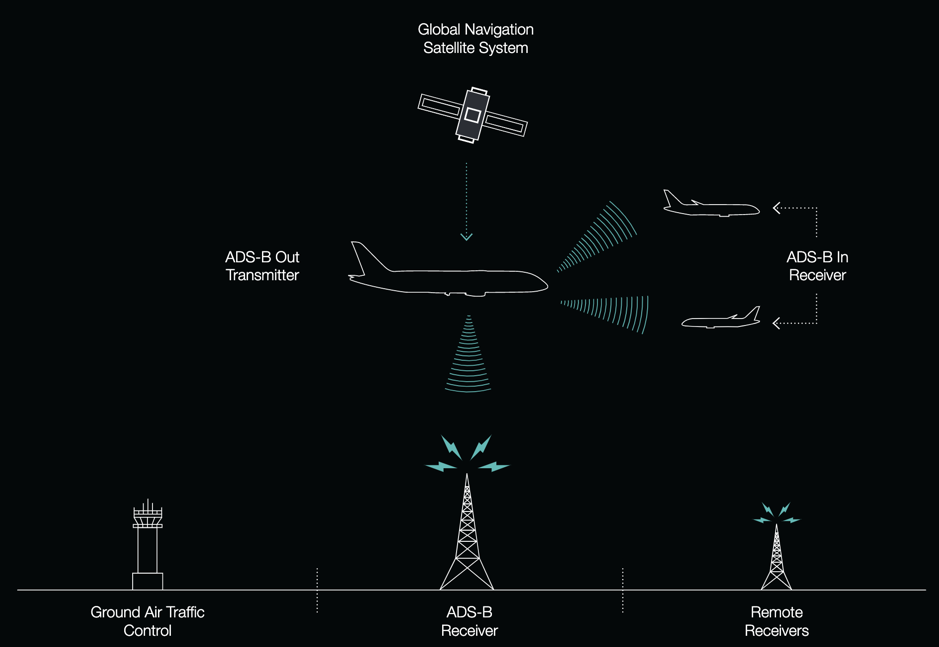 Global Navigation
Satellite System
ADS-B Out
Transmitter
ADS-B In
Receiver
Ground Air Traffic
Control
ADS-B
Receiver
Remote
Receivers